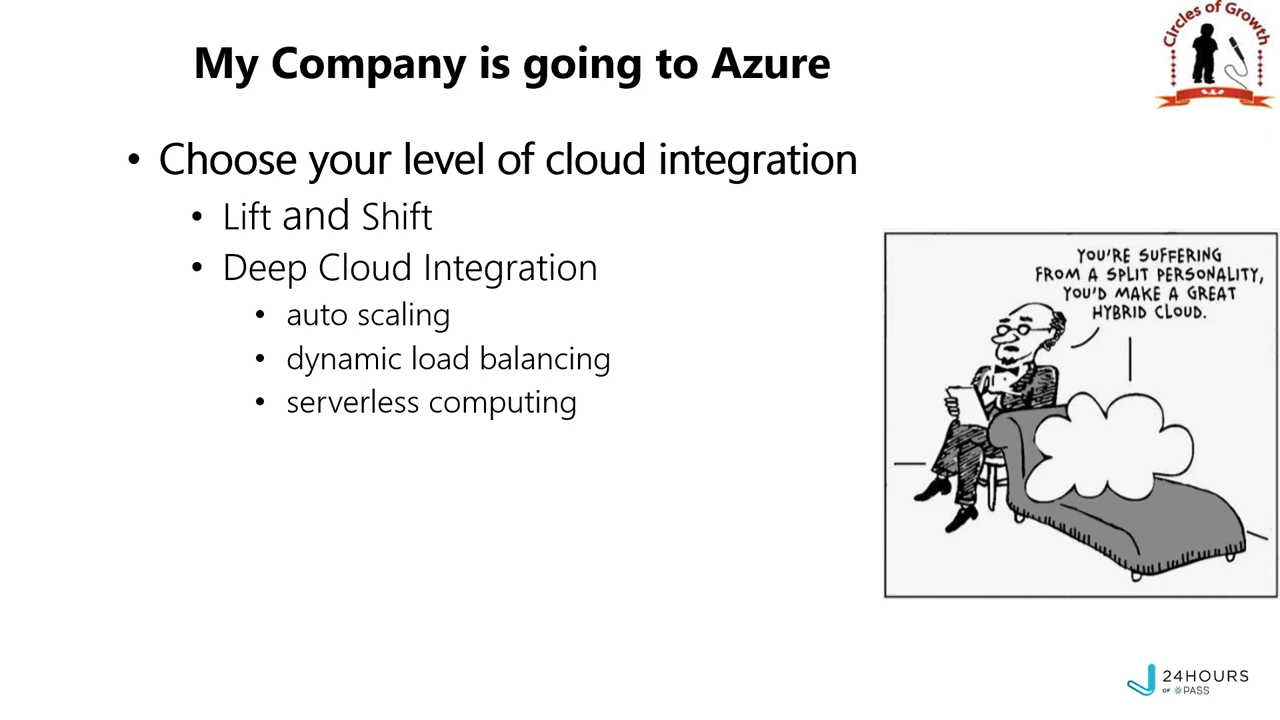 My Company is going to Azure
Circles of Growth
• Choose your level of cloud integration
• Lift and Shift
• Deep Cloud Integration
• auto scaling
• dynamic load balancing
• serverless computing
YOU'RE SUFFERING
FROM A SPLIT PERSONALITY,
YOU'D MAKE A GREAT
HYBRID CLOUD.
24HOURS
OF PASS